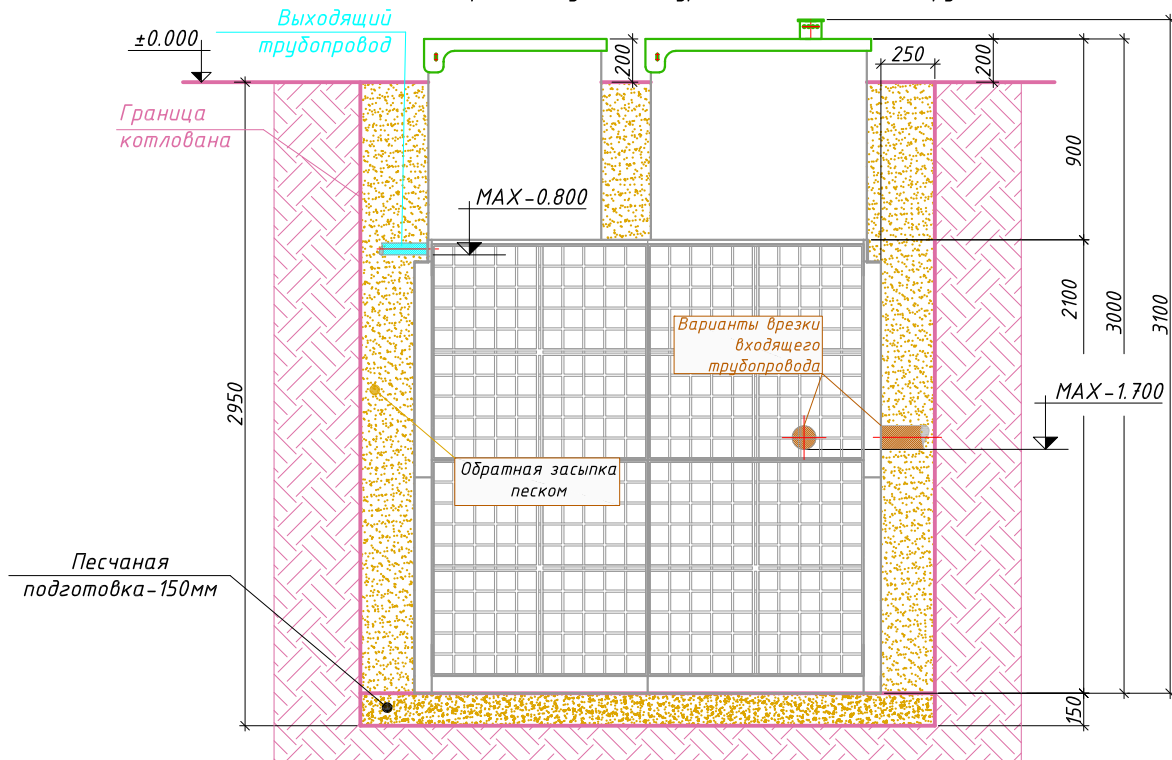 Выходящий
трубопровод
±0.000
200
250
200
Граница
котлована
900
MAX-0.800
2100
3000
3100
Варианты врезки
входящего
трубопровода
MAX-1.700
2950
Обратная засыпка
песком
Песчаная
подготовка-150мм
150